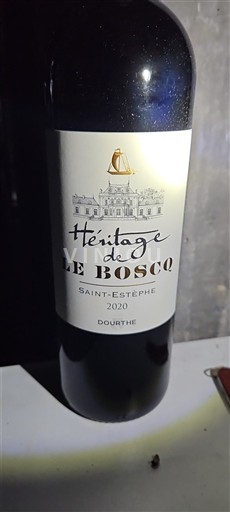 Héritage
de
LE BOSCQ
SAINT-ESTÈPHE
2020
DOURTHE